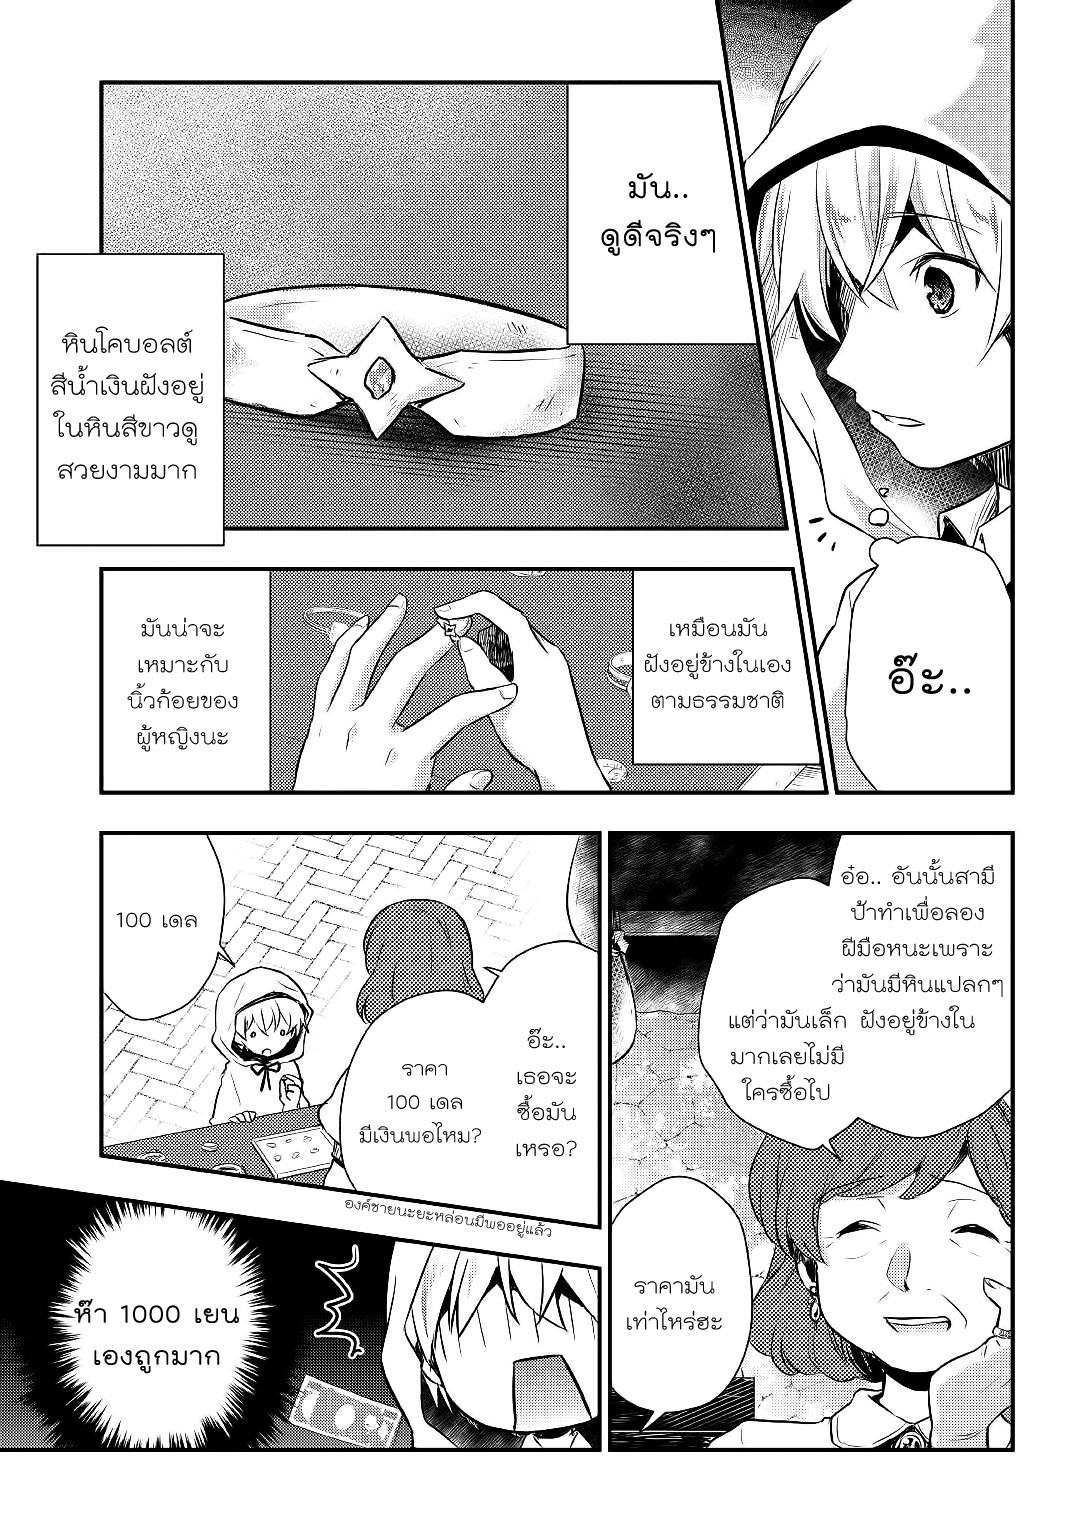 อ๊ะ..
มัน..
ดูดีจริงๆ
หินโคบอลต์
สีน้ำเงินฝังอยู่
ในหินสีขาวดู
สวยงามมาก
เหมือนมัน
ฝังอยู่ข้างในเอง
ตามธรรมชาติ
มันน่าจะ
เหมาะกับ
นิ้วก้อยของ
ผู้หญิงนะ
อ๋อ.. อันนั้นสามี
ป้าทำเพื่อลอง
ฝีมือหนะเพราะ
ว่ามันมีหินแปลกๆ
ฝังอยู่ข้างใน
แต่ว่ามันเล็ก
มากเลยไม่มี
ใครซื้อไป
ราคามัน
เท่าไหร่ฮะ
อ๊ะ..
เธอจะ
ซื้อมัน
เหรอ?
ราคา
100 เดล
มีเงินพอไหม?
100 เดล
องค์ชายนะยะหล่อนมีพออยู่แล้ว
ห๊า 1000 เยน
เองถูกมาก